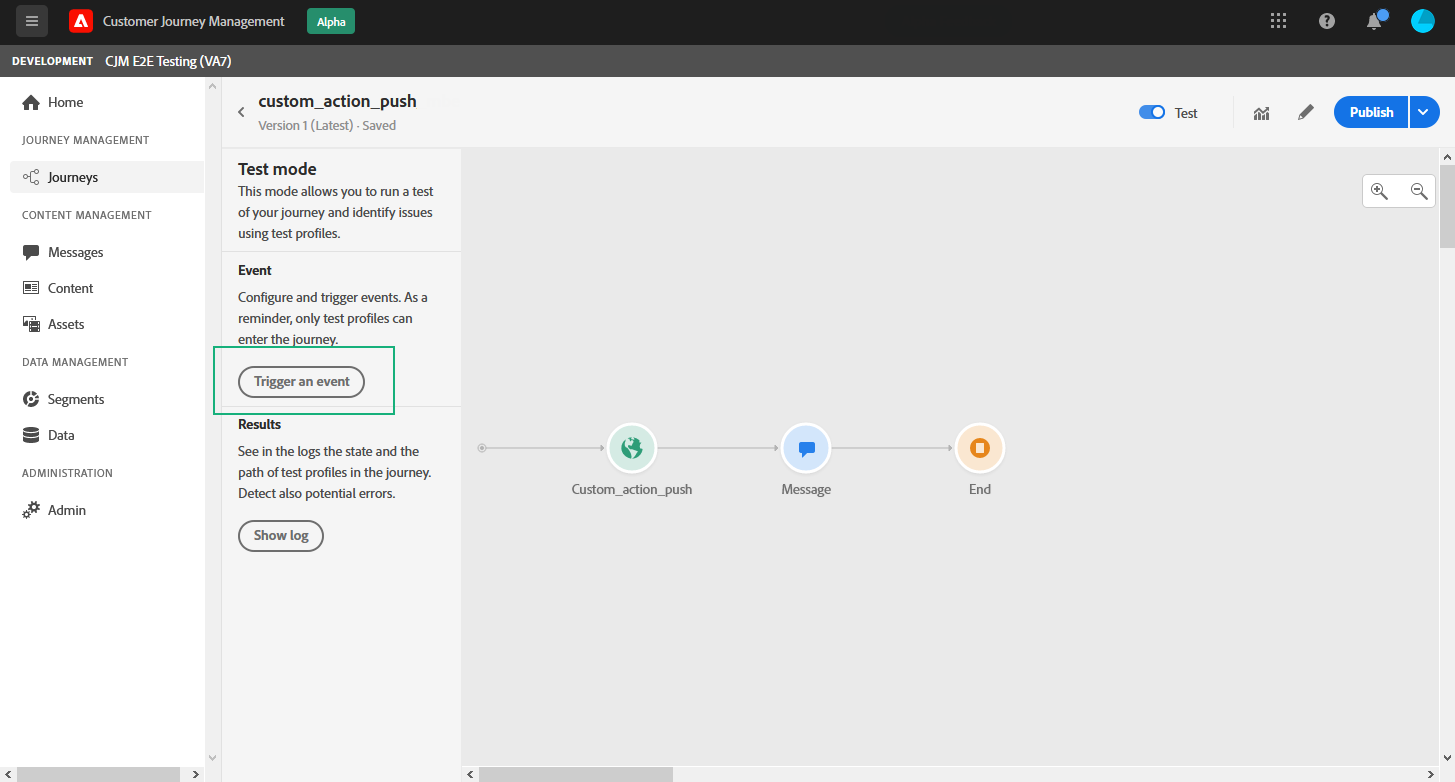 Customer Journey Management
Alpha
DEVELOPMENT CJM E2E Testing (VA7)
Home
JOURNEY MANAGEMENT
Journeys
CONTENT MANAGEMENT
Messages
Content
Assets
DATA MANAGEMENT
Segments
Data
ADMINISTRATION
Admin
custom_action_push
Version 1 (Latest) · Saved
Test
Publish
Test mode
This mode allows you to run a test
of your journey and identify issues
using test profiles.
Event
Configure and trigger events. As a
reminder, only test profiles can
enter the journey.
Trigger an event
Results
See in the logs the state and the
path of test profiles in the journey.
Detect also potential errors.
Show log
Custom_action_push
Message
End